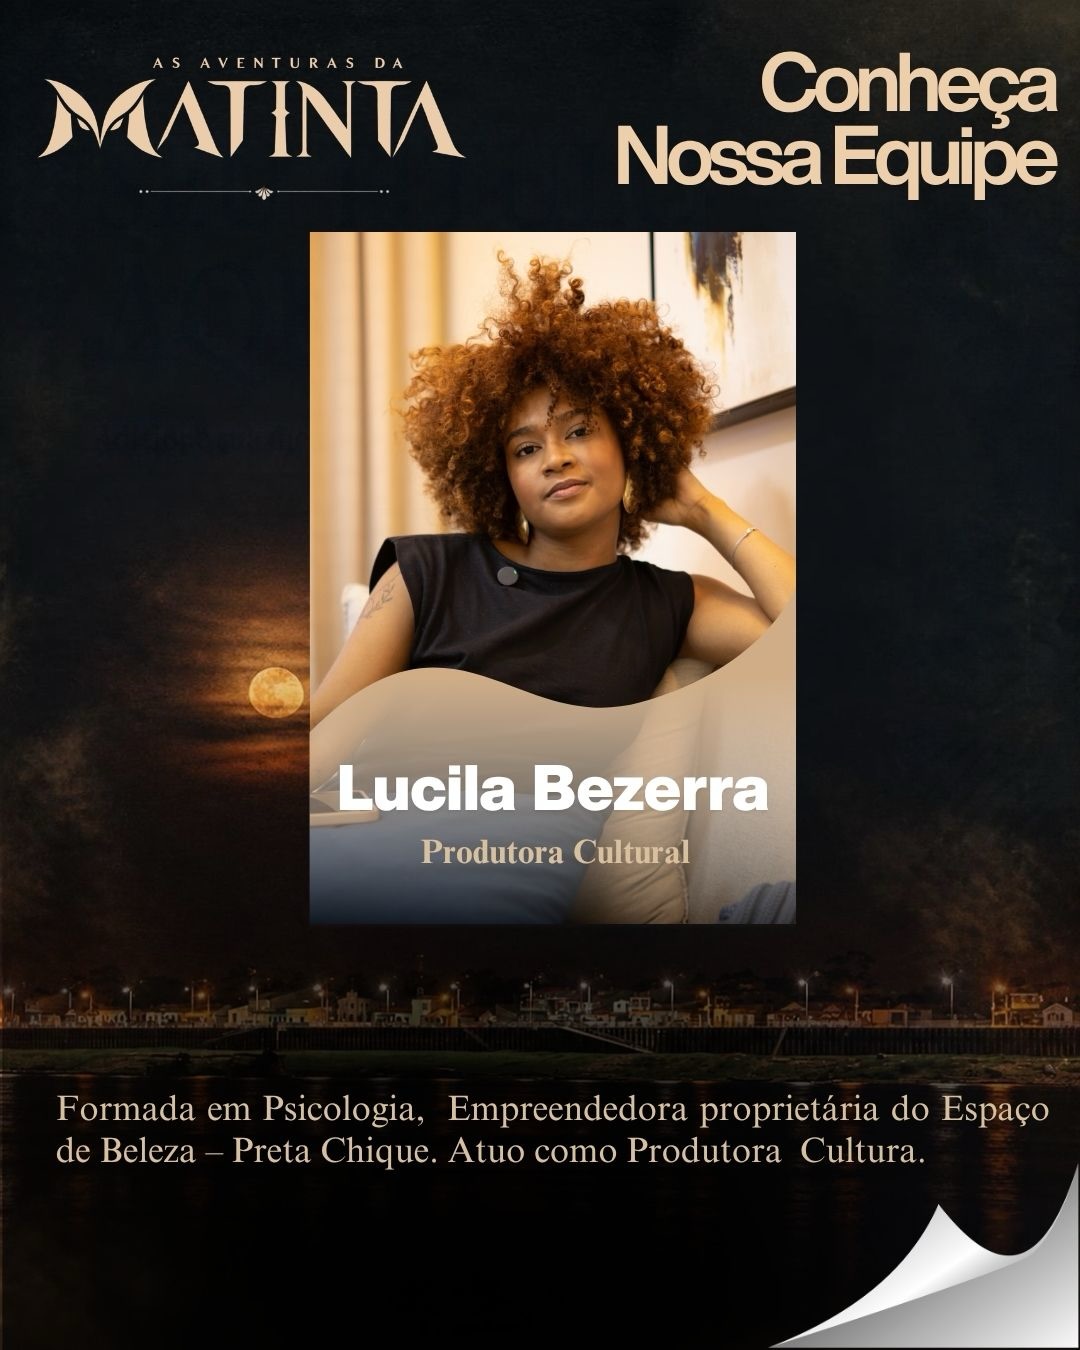 AS AVENTURAS DA
MATINTA
Conheça
Nossa Equipe
Lucila Bezerra
Produtora Cultural
Formada em Psicologia,  Empreendedora proprietária do Espaço
de Beleza – Preta Chique. Atuo como Produtora  Cultura.